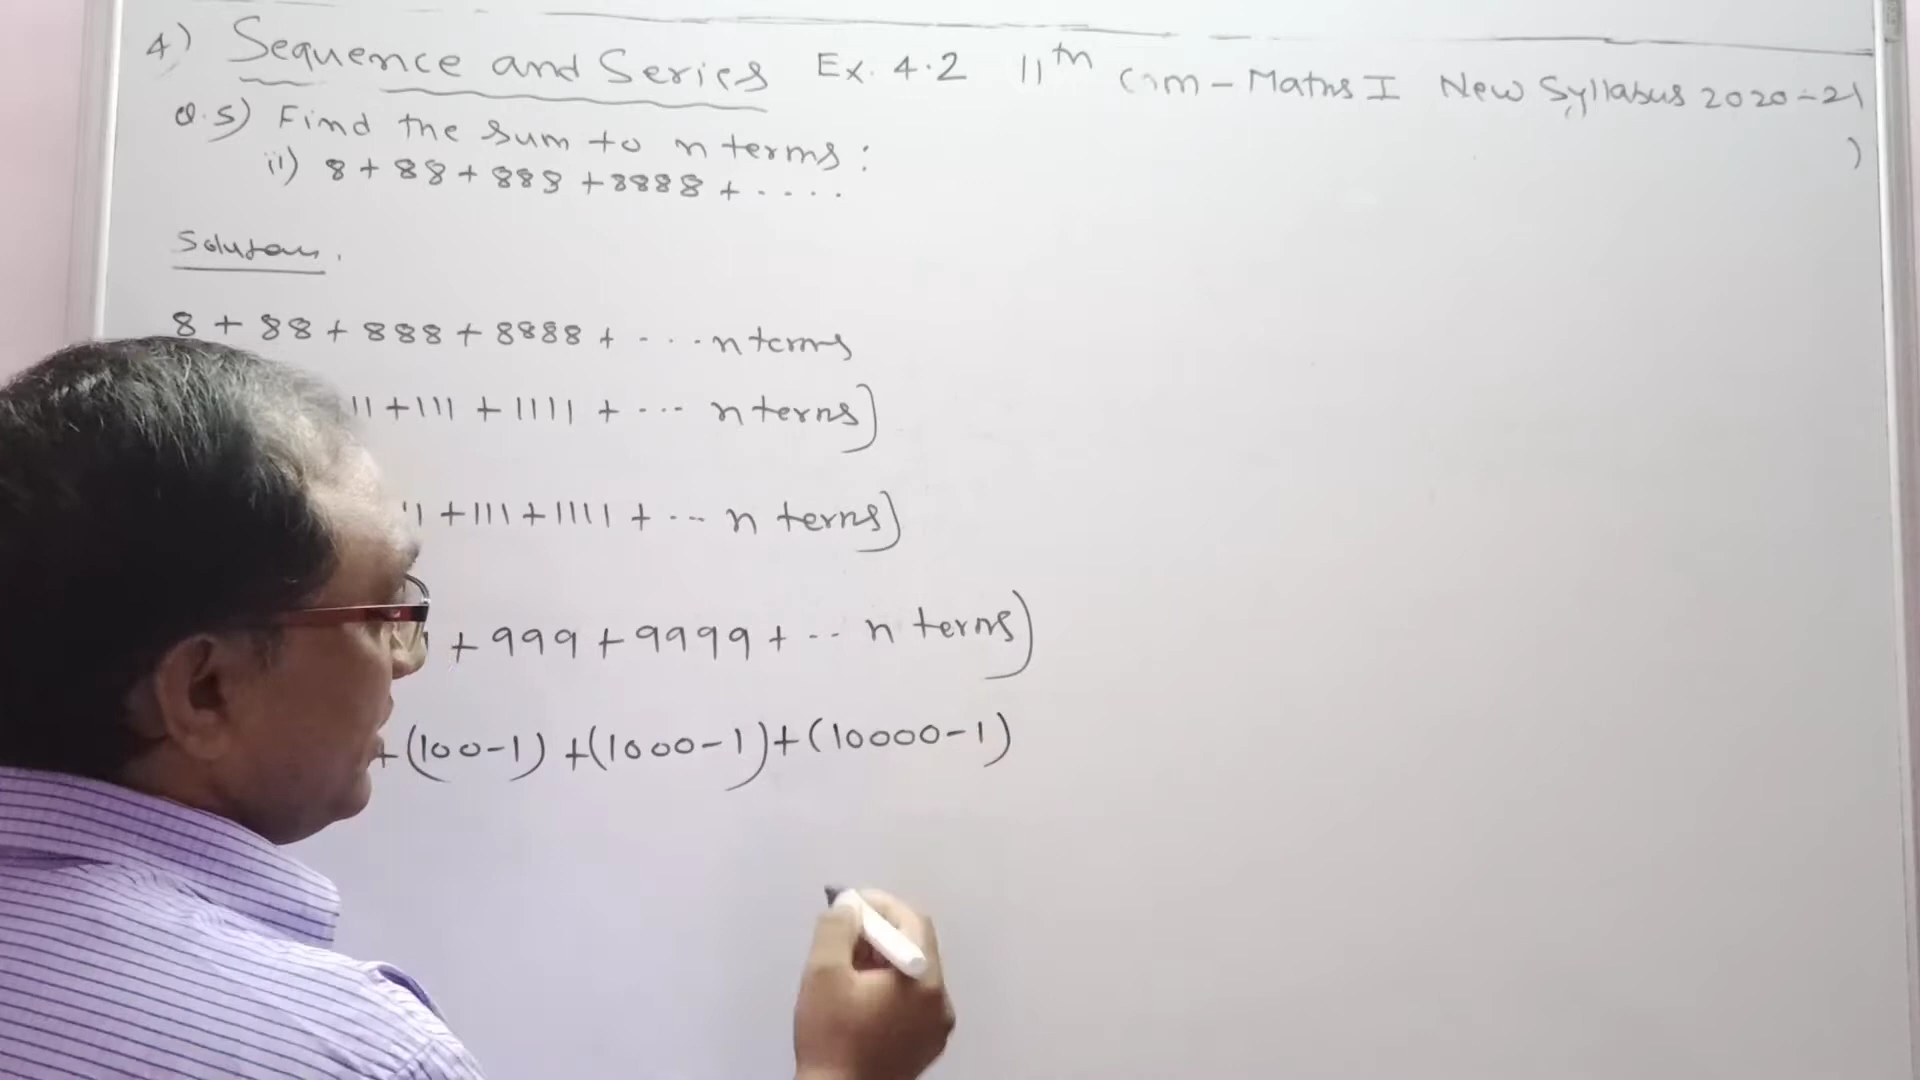 4) Sequence and Series Ex. 4.2 11th Com - Maths I New Syllabus 2020-21
)
Q.5) Find the sum to n terms:
ii) 8 + 88 + 888 + 8888 + ....
Solution.
8 + 88 + 888 + 8888 + ... n terms
11 + 111 + 1111 + ... n terms)
11 + 111 + 1111 + ... n terms)
+ 999 + 9999 + .. n terms)
+ (100-1) + (1000-1) + (10000-1)